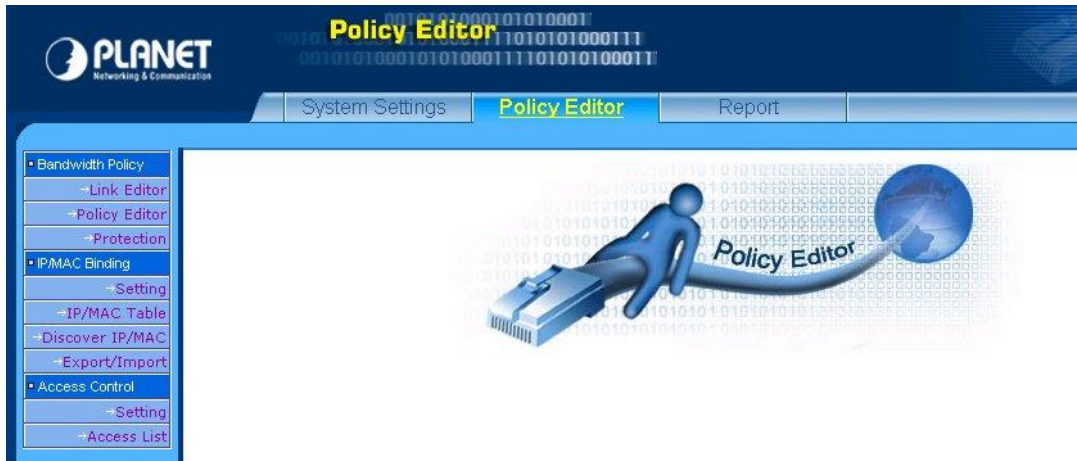 PLANET
Networking & Communication
Policy Editor
System Settings
Policy Editor
Report
Bandwidth Policy
→Link Editor
→Policy Editor
→Protection
IP/MAC Binding
→Setting
→IP/MAC Table
→Discover IP/MAC
→Export/Import
Access Control
→Setting
→Access List
Policy Editor